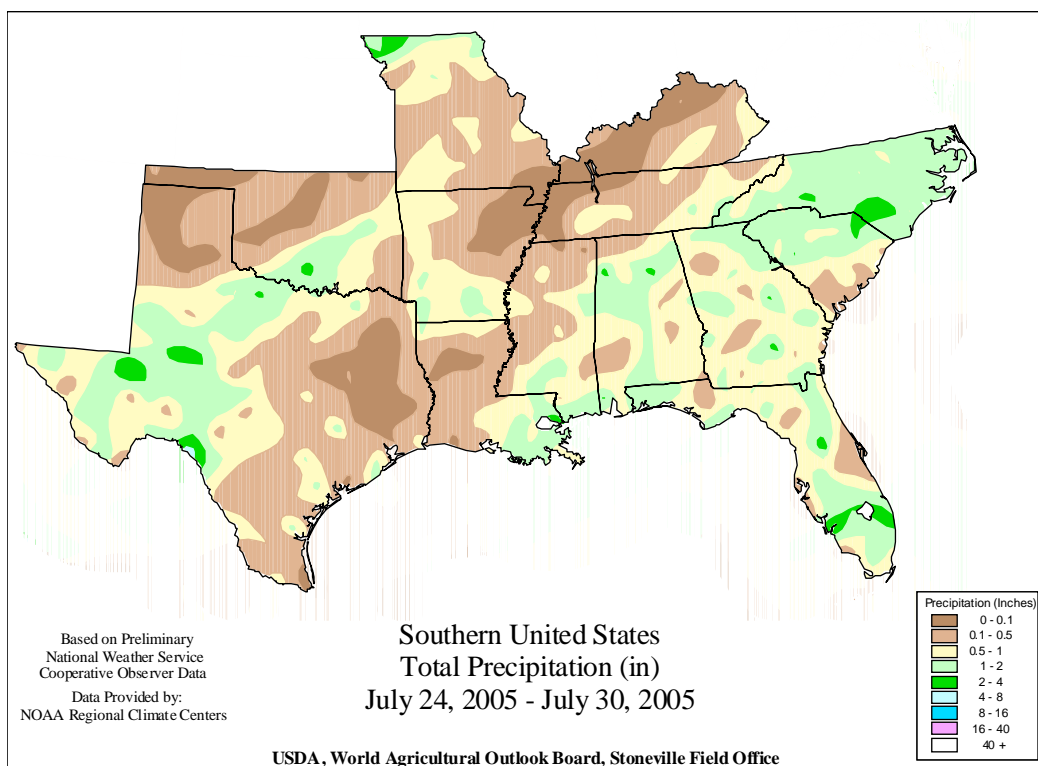 Based on Preliminary
National Weather Service
Cooperative Observer Data
Data Provided by:
NOAA Regional Climate Centers
Southern United States
Total Precipitation (in)
July 24, 2005 - July 30, 2005
USDA, World Agricultural Outlook Board, Stoneville Field Office
Precipitation (Inches)
0 - 0.1
0.1 - 0.5
0.5 - 1
1 - 2
2 - 4
4 - 8
8 - 16
16 - 40
40 +